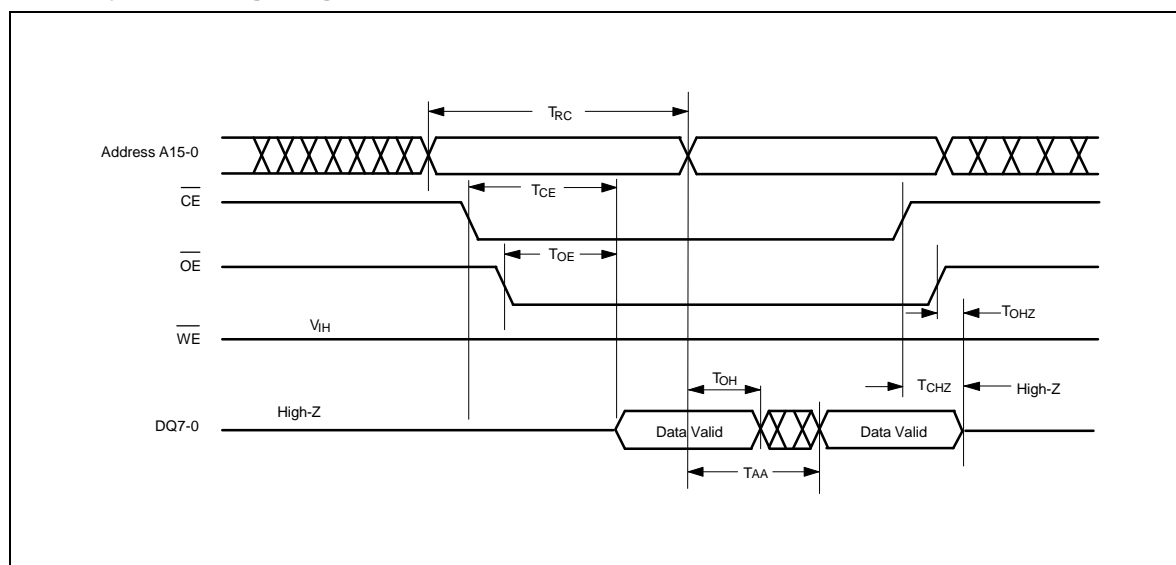 TRC
Address A15-0
TCE
CE
TOE
OE
TOHZ
VIH
WE
TOH
TCHZ
High-Z
High-Z
DQ7-0
Data Valid
Data Valid
TAA